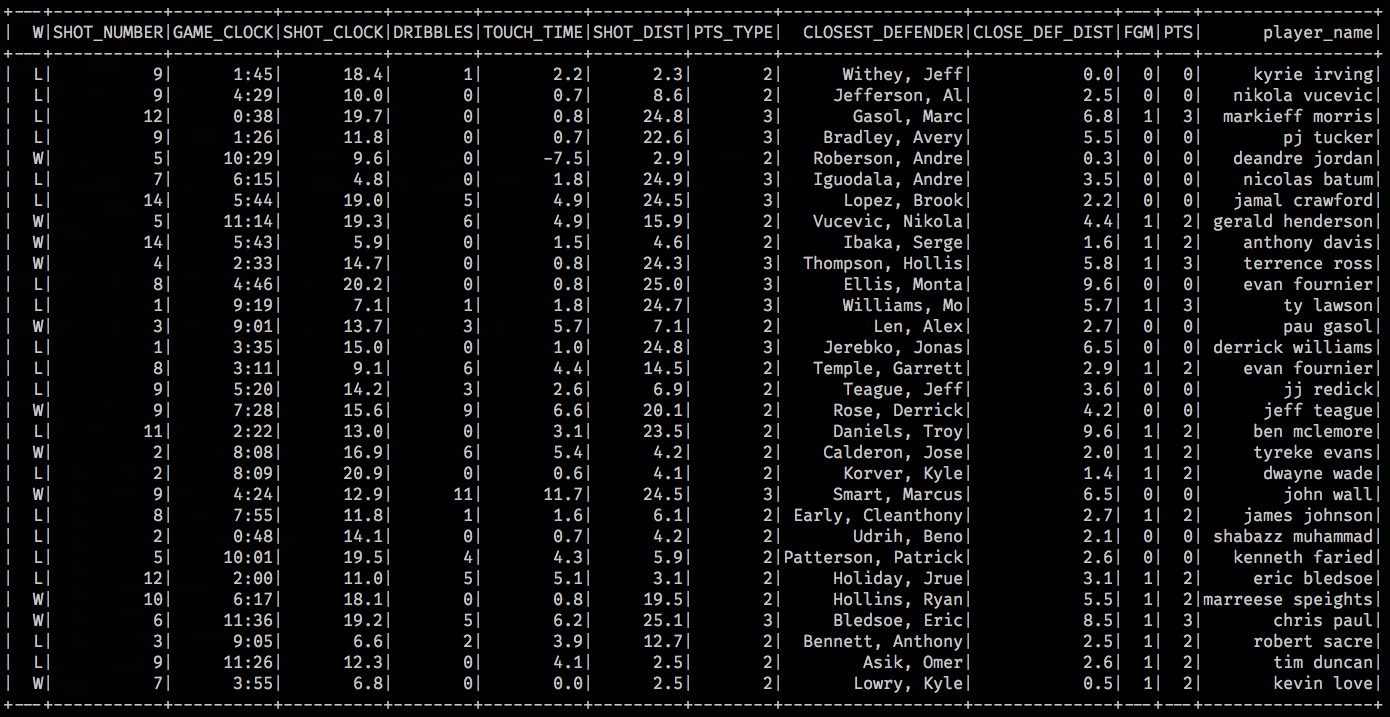 +---+-----------+----------+----------+--------+----------+---------+--------+------------------+--------------+---+---+-----------------+
|  W|SHOT_NUMBER|GAME_CLOCK|SHOT_CLOCK|DRIBBLES|TOUCH_TIME|SHOT_DIST|PTS_TYPE|  CLOSEST_DEFENDER|CLOSE_DEF_DIST|FGM|PTS|      player_name|
+---+-----------+----------+----------+--------+----------+---------+--------+------------------+--------------+---+---+-----------------+
|  L|          9|      1:45|      18.4|       1|       2.2|      2.3|       2|      Withey, Jeff|           0.0|  0|  0|     kyrie irving|
|  L|          9|      4:29|      10.0|       0|       0.7|      8.6|       2|     Jefferson, Al|           2.5|  0|  0|   nikola vucevic|
|  L|         12|      0:38|      19.7|       0|       0.8|     24.8|       3|       Gasol, Marc|           6.8|  1|  3|  markieff morris|
|  L|          9|      1:26|      11.8|       0|       0.7|     22.6|       3|    Bradley, Avery|           5.5|  0|  0|        pj tucker|
|  W|          5|     10:29|       9.6|       0|      -7.5|      2.9|       2|   Roberson, Andre|           0.3|  0|  0|   deandre jordan|
|  L|          7|      6:15|       4.8|       0|       1.8|     24.9|       3|   Iguodala, Andre|           3.5|  0|  0|    nicolas batum|
|  L|         14|      5:44|      19.0|       5|       4.9|     24.5|       3|      Lopez, Brook|           2.2|  0|  0|   jamal crawford|
|  W|          5|     11:14|      19.3|       6|       4.9|     15.9|       2|   Vucevic, Nikola|           4.4|  1|  2| gerald henderson|
|  W|         14|      5:43|       5.9|       0|       1.5|      4.6|       2|      Ibaka, Serge|           1.6|  1|  2|    anthony davis|
|  W|          4|      2:33|      14.7|       0|       0.8|     24.3|       3|  Thompson, Hollis|           5.8|  1|  3|    terrence ross|
|  L|          8|      4:46|      20.2|       0|       0.8|     25.0|       3|      Ellis, Monta|           9.6|  0|  0|    evan fournier|
|  L|          1|      9:19|       7.1|       1|       1.8|     24.7|       3|      Williams, Mo|           5.7|  1|  3|        ty lawson|
|  W|          3|      9:01|      13.7|       3|       5.7|      7.1|       2|         Len, Alex|           2.7|  0|  0|        pau gasol|
|  L|          1|      3:35|      15.0|       0|       1.0|     24.8|       3|    Jerebko, Jonas|           6.5|  0|  0| derrick williams|
|  L|          8|      3:11|       9.1|       6|       4.4|     14.5|       2|   Temple, Garrett|           2.9|  1|  2|    evan fournier|
|  L|          9|      5:20|      14.2|       3|       2.6|      6.9|       2|      Teague, Jeff|           3.6|  0|  0|        jj redick|
|  W|          9|      7:28|      15.6|       9|       6.6|     20.1|       2|     Rose, Derrick|           4.2|  0|  0|      jeff teague|
|  L|         11|      2:22|      13.0|       0|       3.1|     23.5|       2|     Daniels, Troy|           9.6|  1|  2|     ben mclemore|
|  W|          2|      8:08|      16.9|       6|       5.4|      4.2|       2|    Calderon, Jose|           2.0|  1|  2|     tyreke evans|
|  L|          2|      8:09|      20.9|       0|       0.6|      4.1|       2|      Korver, Kyle|           1.4|  1|  2|      dwayne wade|
|  W|          9|      4:24|      12.9|      11|      11.7|     24.5|       3|     Smart, Marcus|           6.5|  0|  0|        john wall|
|  L|          8|      7:55|      11.8|       1|       1.6|      6.1|       2| Early, Cleanthony|           2.7|  1|  2|    james johnson|
|  L|          2|      0:48|      14.1|       0|       0.7|      4.2|       2|       Udrih, Beno|           2.1|  0|  0| shabazz muhammad|
|  L|          5|     10:01|      19.5|       4|       4.3|      5.9|       2|Patterson, Patrick|           2.6|  0|  0|  kenneth faried|
|  L|         12|      2:00|      11.0|       5|       5.1|      3.1|       2|     Holiday, Jrue|           3.1|  1|  2|     eric bledsoe|
|  W|         10|      6:17|      18.1|       0|       0.8|     19.5|       2|     Hollins, Ryan|           5.5|  1|  2|marreese speights|
|  W|          6|     11:36|      19.2|       5|       6.2|     25.1|       3|     Bledsoe, Eric|           8.5|  1|  3|       chris paul|
|  L|          3|      9:05|       6.6|       2|       3.9|     12.7|       2|  Bennett, Anthony|           2.5|  1|  2|     robert sacre|
|  L|          9|     11:26|      12.3|       0|       4.1|      2.5|       2|       Asik, Omer|           2.6|  1|  2|       tim duncan|
|  W|          7|      3:55|       6.8|       0|       0.0|      2.5|       2|       Lowry, Kyle|           0.5|  1|  2|       kevin love|
+---+-----------+----------+----------+--------+----------+---------+--------+------------------+--------------+---+---+-----------------+